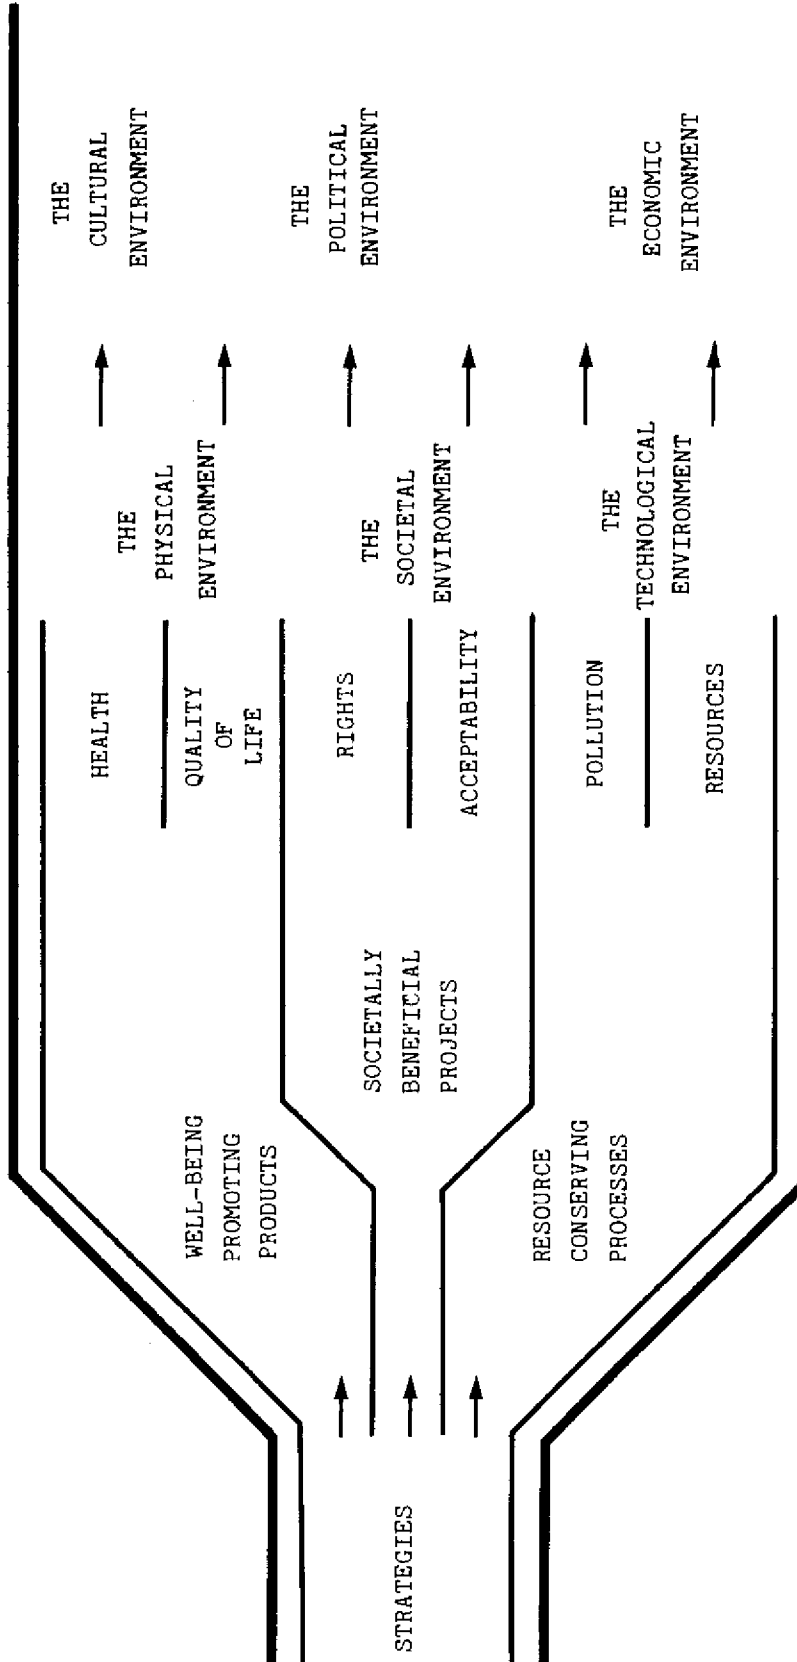 STRATEGIES
WELL-BEING
PROMOTING
PRODUCTS
SOCIETALLY
BENEFICIAL
PROJECTS
RESOURCE
CONSERVING
PROCESSES
HEALTH
QUALITY
OF
LIFE
RIGHTS
ACCEPTABILITY
POLLUTION
RESOURCES
THE
PHYSICAL
ENVIRONMENT
THE
SOCIETAL
ENVIRONMENT
THE
TECHNOLOGICAL
ENVIRONMENT
THE
CULTURAL
ENVIRONMENT
THE
POLITICAL
ENVIRONMENT
THE
ECONOMIC
ENVIRONMENT